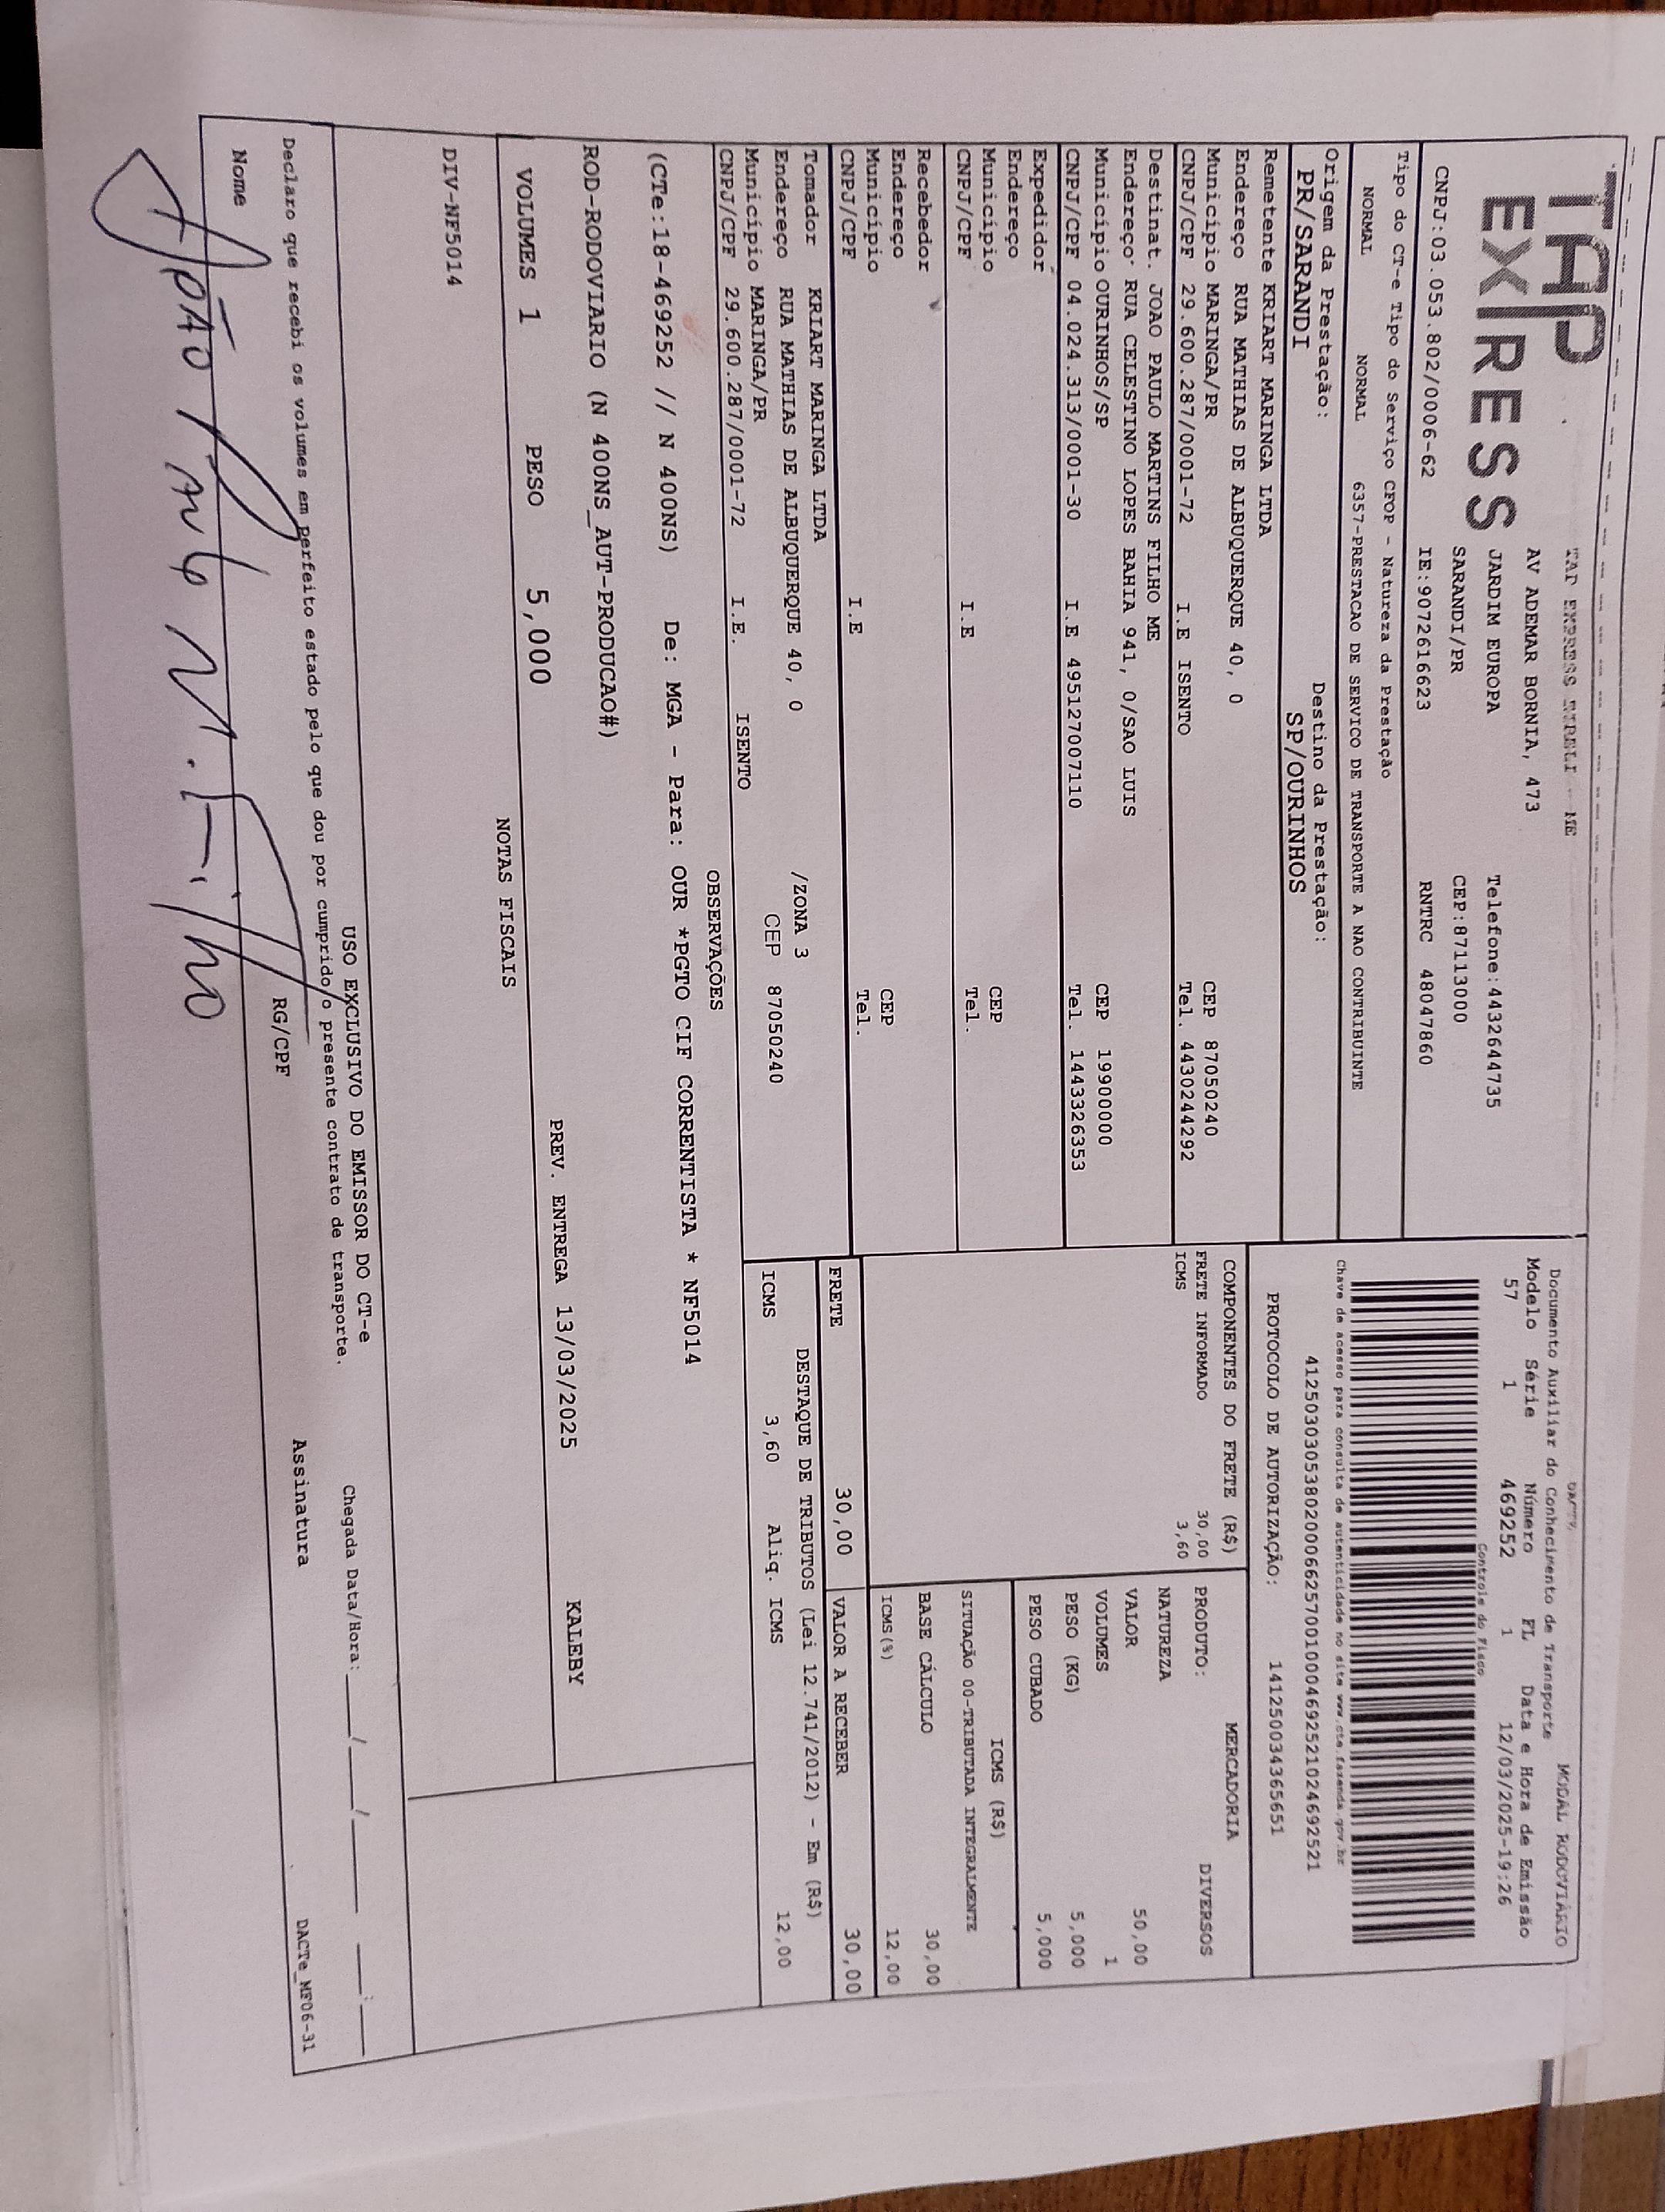 TAP
EXPRESS
TAP EXPRESS EIRELI - ME
AV ADEMAR BORNIA, 473
JARDIM EUROPA Telefone:4432644735
SARANDI/PR CEP:87113000
CNPJ:03.053.802/0006-62 IE:9072616623 RNTRC 48047860
Tipo do CT-e Tipo do Serviço CFOP - Natureza da Prestação
NORMAL NORMAL 6357-PRESTACAO DE SERVICO DE TRANSPORTE A NAO CONTRIBUINTE
Origem da Prestação: Destino da Prestação:
PR/SARANDI SP/OURINHOS
Remetente KRIART MARINGA LTDA
Endereço RUA MATHIAS DE ALBUQUERQUE 40, 0
Município MARINGA/PR CEP 87050240
CNPJ/CPF 29.600.287/0001-72 I.E ISENTO Tel. 4430244292
Destinat. JOAO PAULO MARTINS FILHO ME
Endereço RUA CELESTINO LOPES BAHIA 941, 0/SAO LUIS
Município OURINHOS/SP CEP 19900000
CNPJ/CPF 04.024.313/0001-30 I.E 495127007110 Tel. 1443326353
Expedidor
Endereço
Município CEP
CNPJ/CPF I.E Tel.
Recebedor
Endereço
Município CEP
CNPJ/CPF I.E Tel.
Tomador KRIART MARINGA LTDA
Endereço RUA MATHIAS DE ALBUQUERQUE 40, 0 /ZONA 3
Município MARINGA/PR CEP 87050240
CNPJ/CPF 29.600.287/0001-72 I.E. ISENTO
MODAL RODOVIÁRIO
Documento Auxiliar do Conhecimento de Transporte
Modelo Série Número FL Data e Hora de Emissão
57 1 469252 1 12/03/2025-19:26
Controle do Fisco
Chave de acesso para consulta de autenticidade no site www.cte.fazenda.gov.br
41250303053802000662570010004692521024692521
PROTOCOLO DE AUTORIZAÇÃO: 141250034365651
COMPONENTES DO FRETE (R$)
FRETE INFORMADO 30,00
ICMS 3,60
MERCADORIA
PRODUTO: DIVERSOS
NATUREZA
VALOR 50,00
VOLUMES 1
PESO (KG) 5,000
PESO CUBADO 5,000
ICMS (R$)
SITUAÇÃO 00-TRIBUTADA INTEGRALMENTE
BASE CÁLCULO 30,00
ICMS(%) 12,00
FRETE 30,00 VALOR A RECEBER 30,00
DESTAQUE DE TRIBUTOS (Lei 12.741/2012) - Em (R$)
ICMS 3,60 Aliq. ICMS 12,00
OBSERVAÇÕES
(CTe:18-469252 // N 400NS) De: MGA - Para: OUR *PGTO CIF CORRENTISTA * NF5014
ROD-RODOVIARIO (N 400NS_AUT-PRODUCAO#)
VOLUMES 1 PESO 5,000 PREV. ENTREGA 13/03/2025 KALEBY
NOTAS FISCAIS
DIV-NF5014
USO EXCLUSIVO DO EMISSOR DO CT-e
Declaro que recebi os volumes em perfeito estado pelo que dou por cumprido o presente contrato de transporte. Chegada Data/Hora:___/___/_____ ___:___
Nome RG/CPF Assinatura
João Paulo M. Filho
DACTe_MF06-31